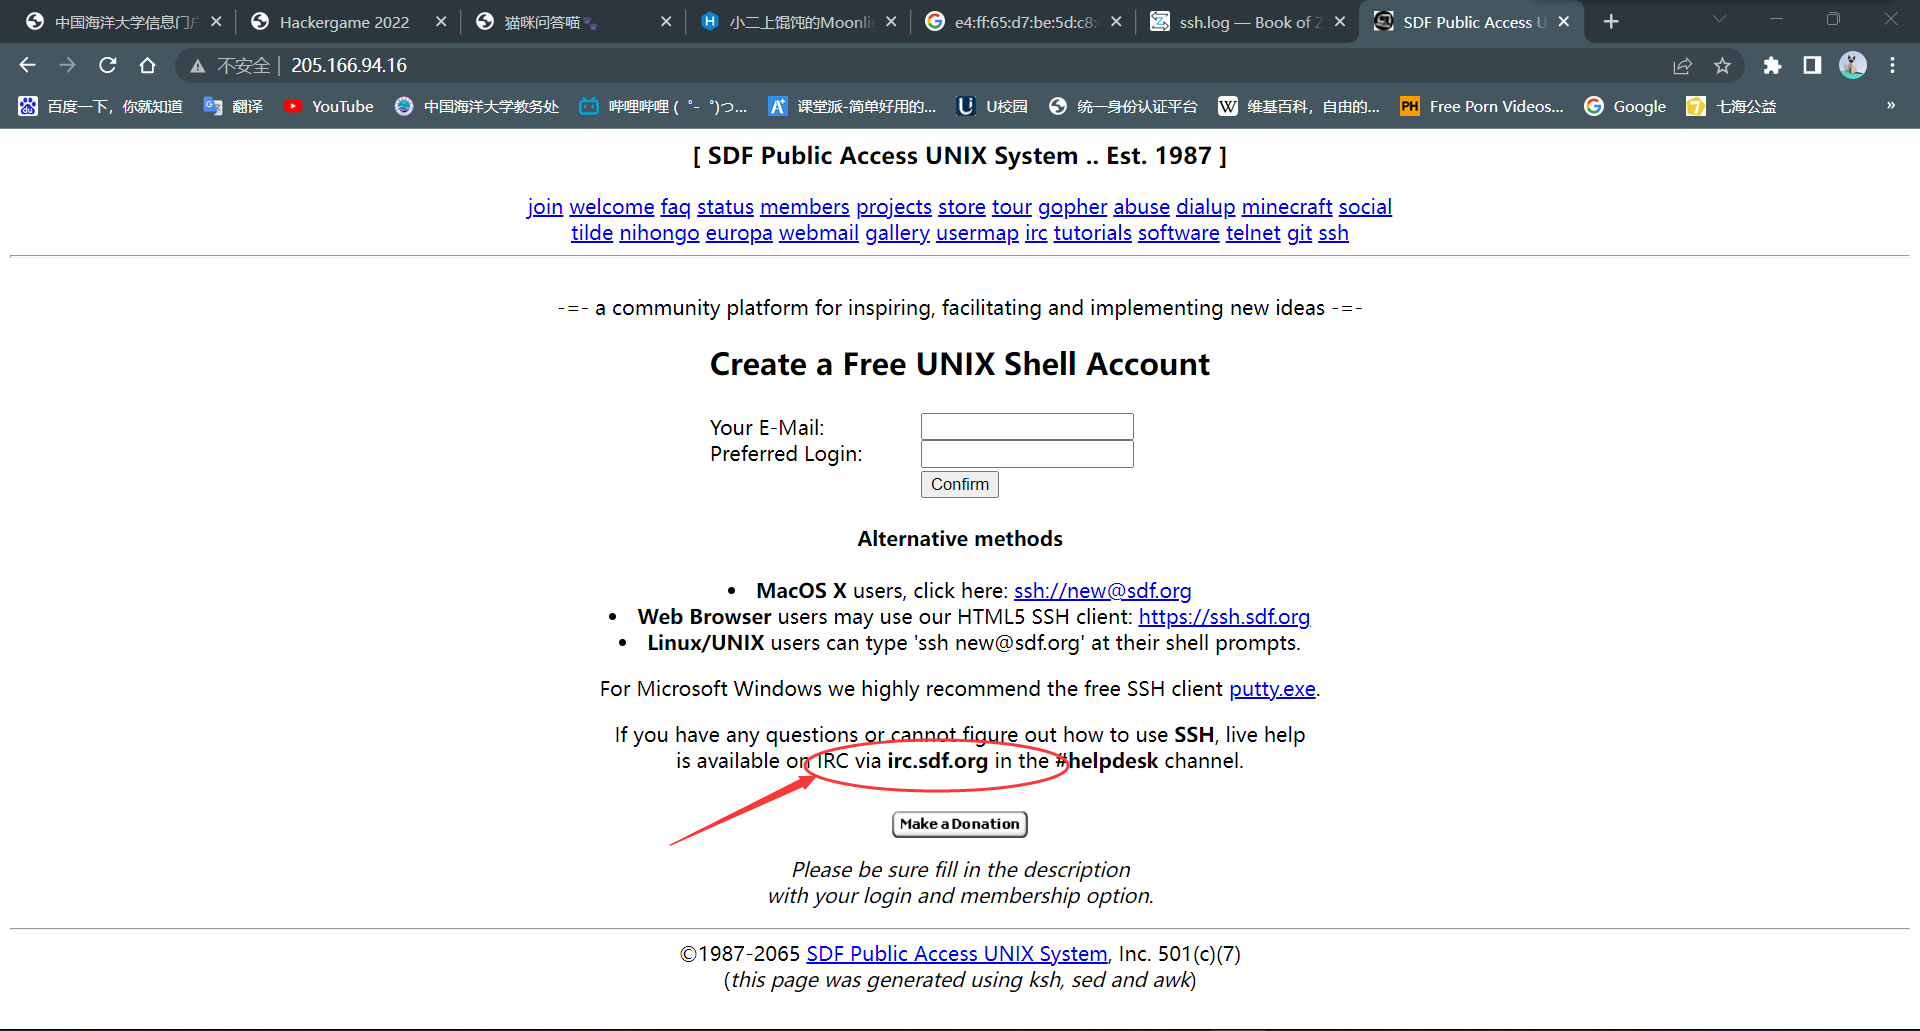 中国海洋大学信息门户
Hackergame 2022
猫咪问答喵🐾
小二上馄饨的Moonli
e4:ff:65:d7:be:5d:c8:
ssh.log — Book of Z
SDF Public Access U
不安全 | 205.166.94.16
百度一下，你就知道
翻译
YouTube
中国海洋大学教务处
哔哩哔哩 ( ゜- ゜)つ...
课堂派-简单好用的...
U校园
统一身份认证平台
维基百科，自由的...
PH Free Porn Videos...
Google
七海公益
»
[ SDF Public Access UNIX System .. Est. 1987 ]
join welcome faq status members projects store tour gopher abuse dialup minecraft social
tilde nihongo europa webmail gallery usermap irc tutorials software telnet git ssh
-=- a community platform for inspiring, facilitating and implementing new ideas -=-
Create a Free UNIX Shell Account
Your E-Mail:
Preferred Login:
Confirm
Alternative methods
• MacOS X users, click here: ssh://new@sdf.org
• Web Browser users may use our HTML5 SSH client: https://ssh.sdf.org
• Linux/UNIX users can type 'ssh new@sdf.org' at their shell prompts.
For Microsoft Windows we highly recommend the free SSH client putty.exe.
If you have any questions or cannot figure out how to use SSH, live help
is available on IRC via irc.sdf.org in the #helpdesk channel.
Make a Donation
Please be sure fill in the description
with your login and membership option.
©1987-2065 SDF Public Access UNIX System, Inc. 501(c)(7)
(this page was generated using ksh, sed and awk)